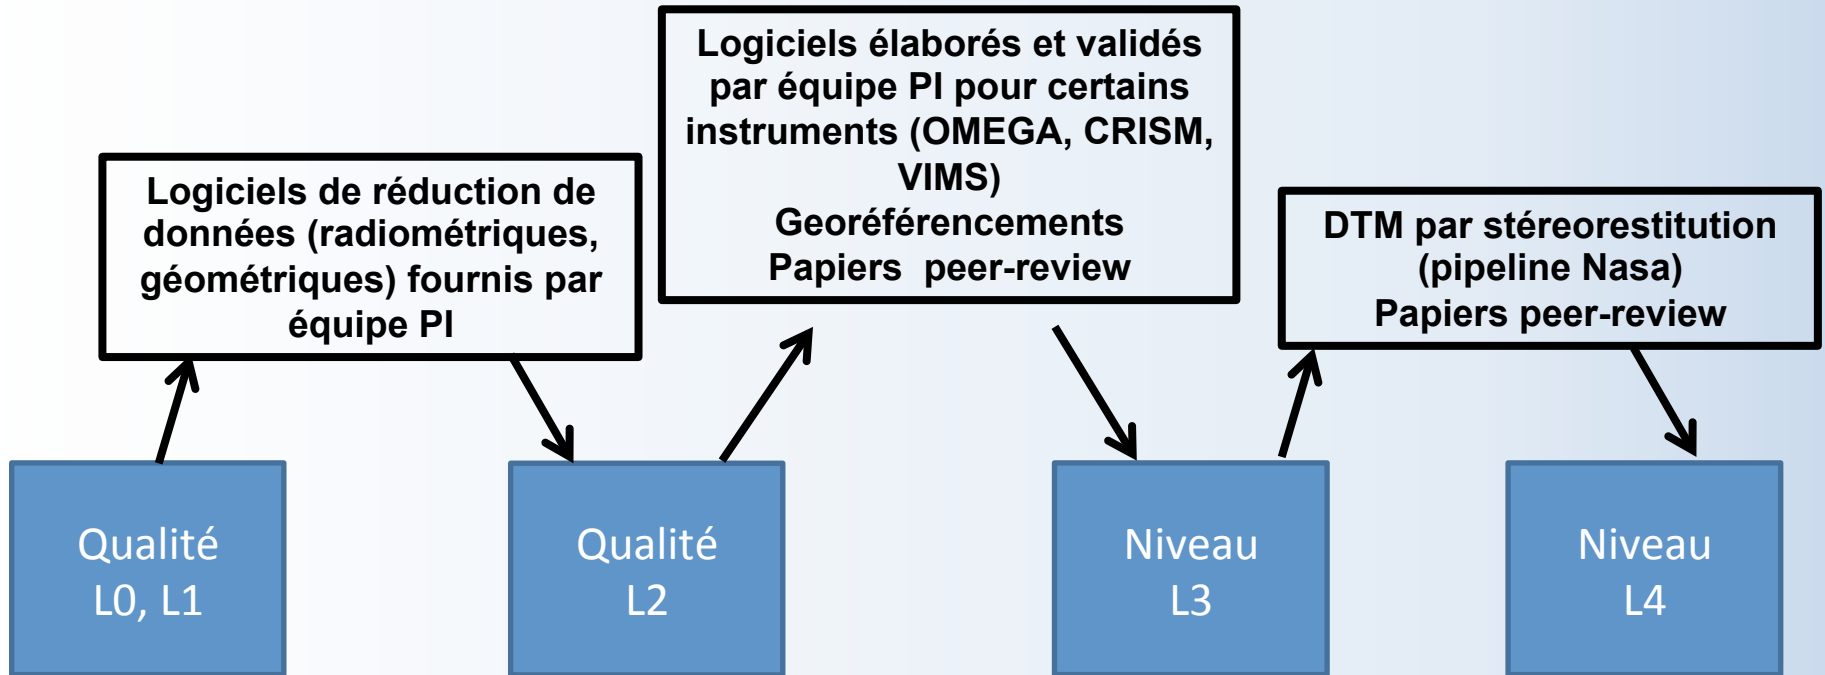 Logiciels élaborés et validés
par équipe PI pour certains
instruments (OMEGA, CRISM,
VIMS)
Georéférencements
Papiers peer-review
Logiciels de réduction de
données (radiométriques,
géométriques) fournis par
équipe PI
DTM par stéreorestitution
(pipeline Nasa)
Papiers peer-review
Qualité
L0, L1
Qualité
L2
Niveau
L3
Niveau
L4